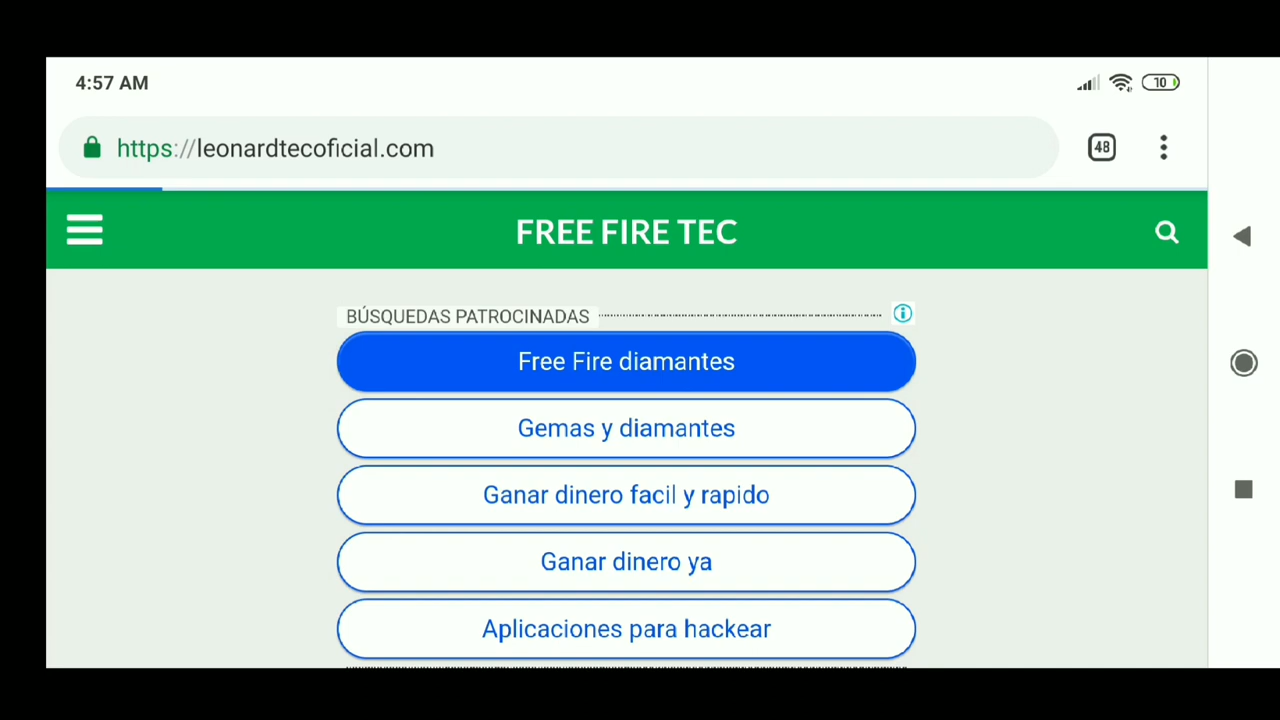 4:57 AM
10
https://leonardtecoficial.com
48
FREE FIRE TEC
BÚSQUEDAS PATROCINADAS
Free Fire diamantes
Gemas y diamantes
Ganar dinero facil y rapido
Ganar dinero ya
Aplicaciones para hackear